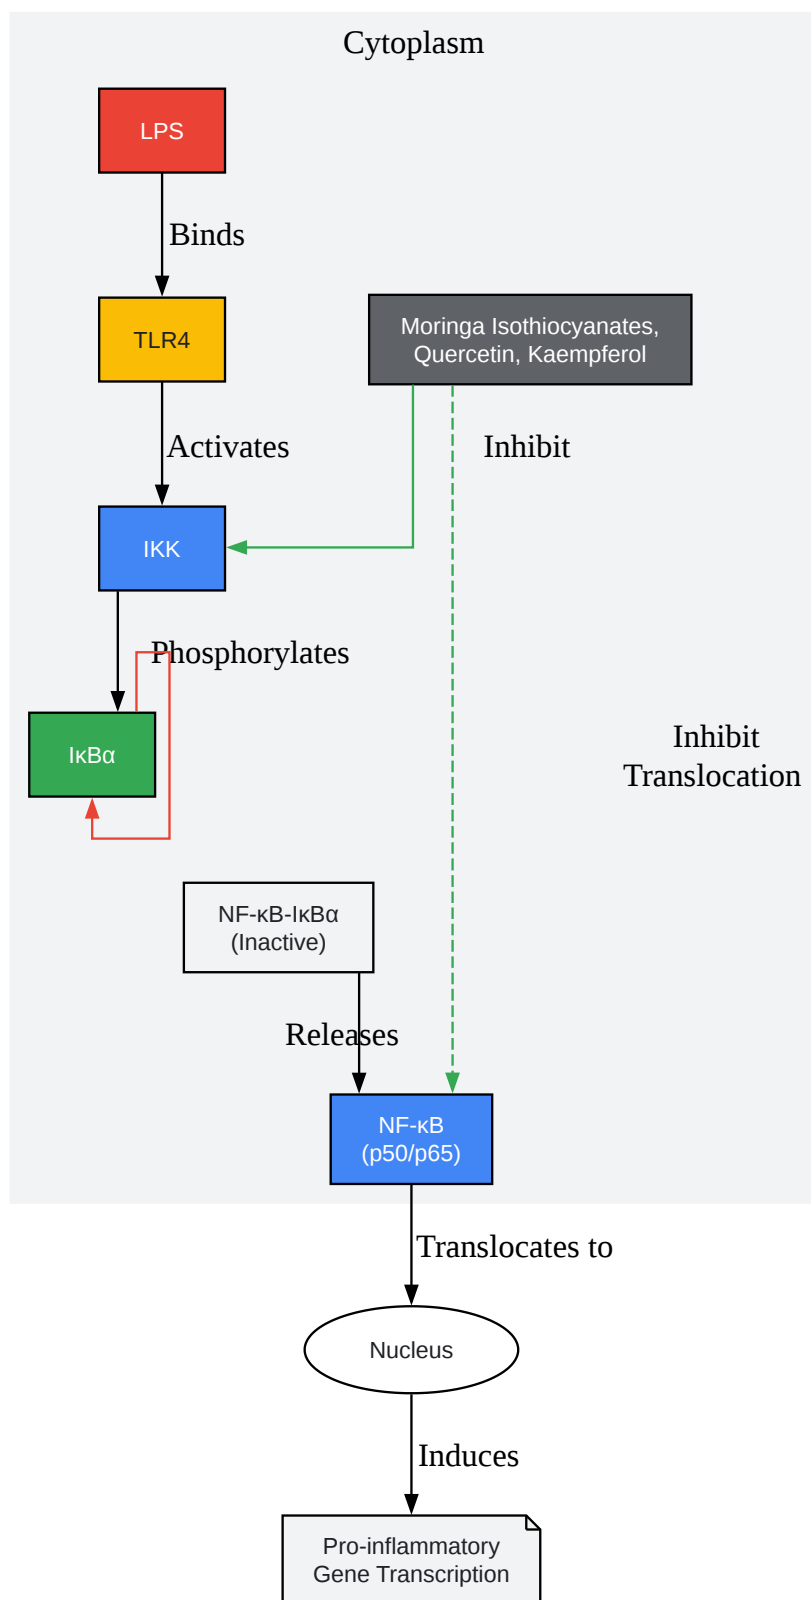 Cytoplasm
LPS
Binds
TLR4
Moringa Isothiocyanates,
Quercetin, Kaempferol
Activates
Inhibit
IKK
Phosphorylates
IκBα
Inhibit
Translocation
NF-κB-IκBα
(Inactive)
Releases
NF-κB
(p50/p65)
Translocates to
Nucleus
Induces
Pro-inflammatory
Gene Transcription